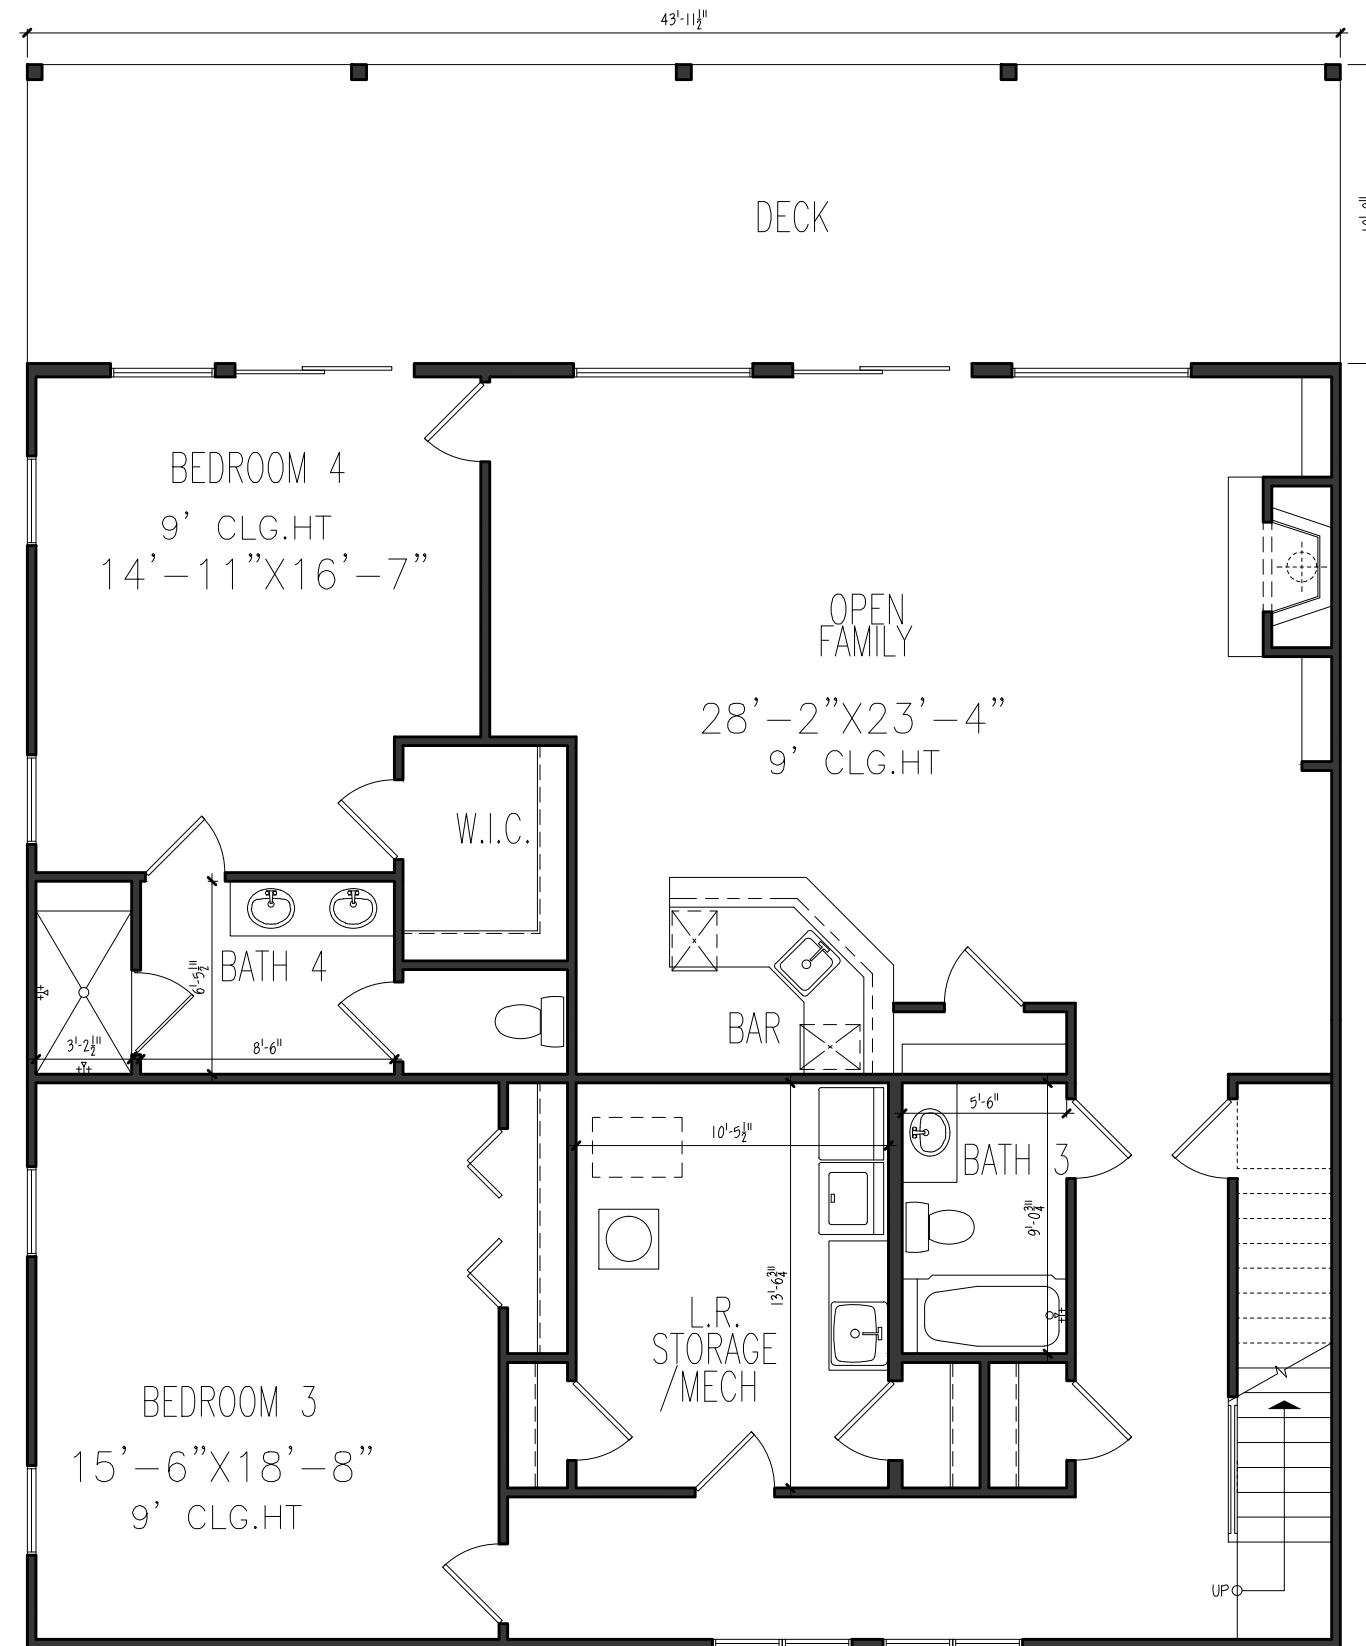 43'-11½"
DECK
BEDROOM 4
9' CLG.HT
14'-11"X16'-7"
OPEN
FAMILY
28'-2"X23'-4"
9' CLG.HT
W.I.C.
BATH 4
6'-5½"
3'-2½"
8'-6"
BAR
10'-5½"
5'-6"
BATH 3
9'-0¾"
13'-6¾"
L.R.
STORAGE
/MECH
BEDROOM 3
15'-6"X18'-8"
9' CLG.HT
UP